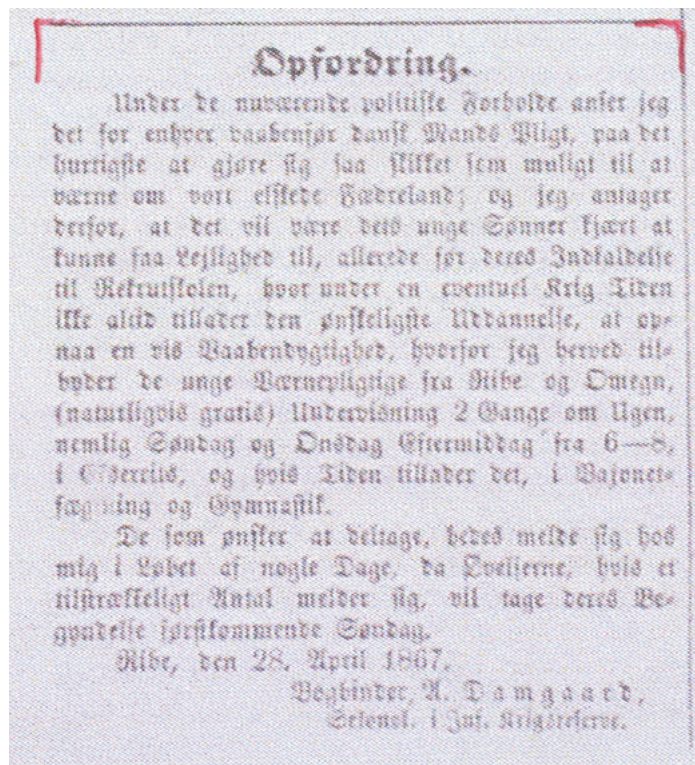 Opfordring.
Under de nuværende politiske Forholde anser jeg
det for enhver vaabenfør dansk Mands Pligt, paa det
hurtigste at gjøre sig saa skikket som muligt til at
værne om vort elskede Fædreland; og jeg antager
derfor, at det vil være dets unge Sønner kjært at
kunne faa Lejlighed til, allerede før deres Indkaldelse
til Rekrutskolen, hvor under en eventuel Krig Tiden
ikke altid tillader den ønskeligste Uddannelse, at op-
naa en vis Vaabendygtighed, hvorfor jeg herved til-
byder de unge Værnepligtige fra Ribe og Omegn,
(naturligvis gratis) Undervisning 2 Gange om Ugen,
nemlig Søndag og Onsdag Eftermiddag fra 6—8,
i og hvis Tiden tillader det, i Bajonet-
fægtning og Gymnastik.
De som ønsker at deltage, bedes melde sig hos
mig i Løbet af nogle Dage, da Øvelserne, hvis et
tilstrækkeligt Antal melder sig, vil tage deres Be-
gyndelse førstkommende Søndag.
Ribe, den 28. April 1867.
Bogbinder, A. Damgaard,
i Inf. Krigsreserve.